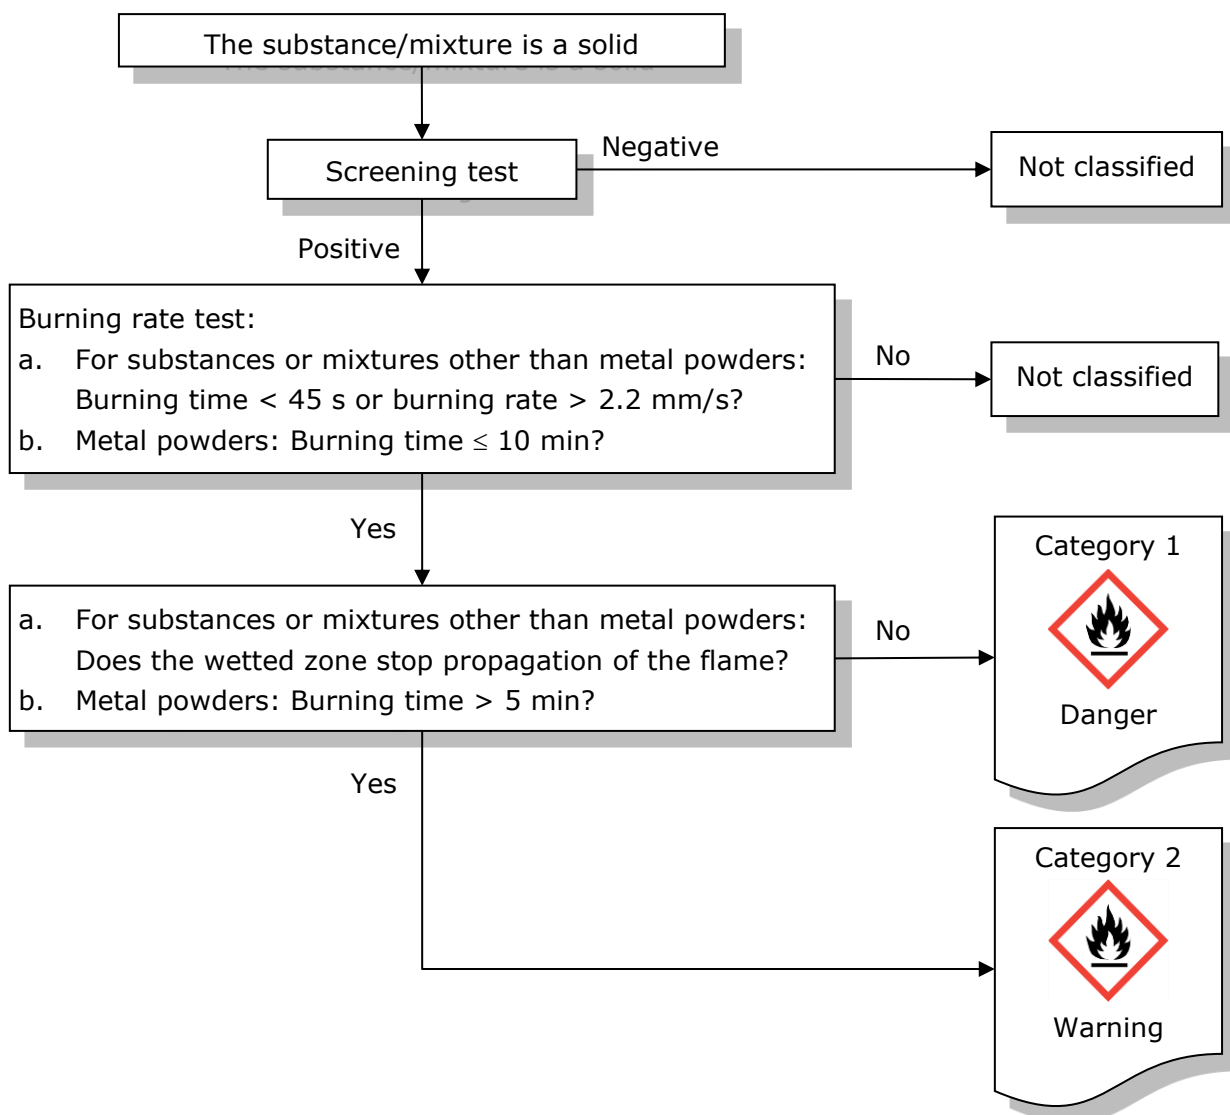 The substance/mixture is a solid
Screening test
Negative
Not classified
Positive
Burning rate test:
a. For substances or mixtures other than metal powders:
Burning time < 45 s or burning rate > 2.2 mm/s?
b. Metal powders: Burning time ≤ 10 min?
No
Not classified
Yes
a. For substances or mixtures other than metal powders:
Does the wetted zone stop propagation of the flame?
b. Metal powders: Burning time > 5 min?
No
Category 1
Danger
Yes
Category 2
Warning